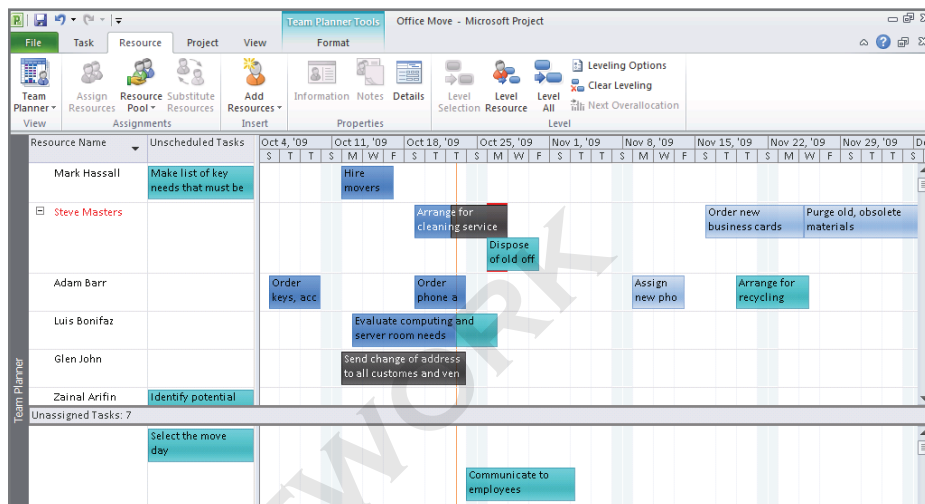 Team Planner Tools
Office Move - Microsoft Project
File Task Resource Project View Format
Team Planner
Assign Resources
Resource Pool
Substitute Resources
Add Resources
Information Notes Details
Level Selection
Level Resource
Level All
Leveling Options
Clear Leveling
Next Overallocation
View Assignments Insert Properties Level
Resource Name Unscheduled Tasks Oct 4, '09 Oct 11, '09 Oct 18, '09 Oct 25, '09 Nov 1, '09 Nov 8, '09 Nov 15, '09 Nov 22, '09 Nov 29, '09
S T T S M W F S T T S M W F S T T S M W F S T T S M W F S T T S
Mark Hassall
Make list of key
needs that must be
Hire
movers
Steve Masters
Arrange for
cleaning service
Dispose
of old off
Order new
business cards
Purge old, obsolete
materials
Adam Barr
Order
keys, acc
Order
phone a
Assign
new pho
Arrange for
recycling
Luis Bonifaz
Evaluate computing and
server room needs
Glen John
Send change of address
to all customes and ven
Zainal Arifin
Identify potential
Team Planner
Unassigned Tasks: 7
Select the move
day
Communicate to
employees